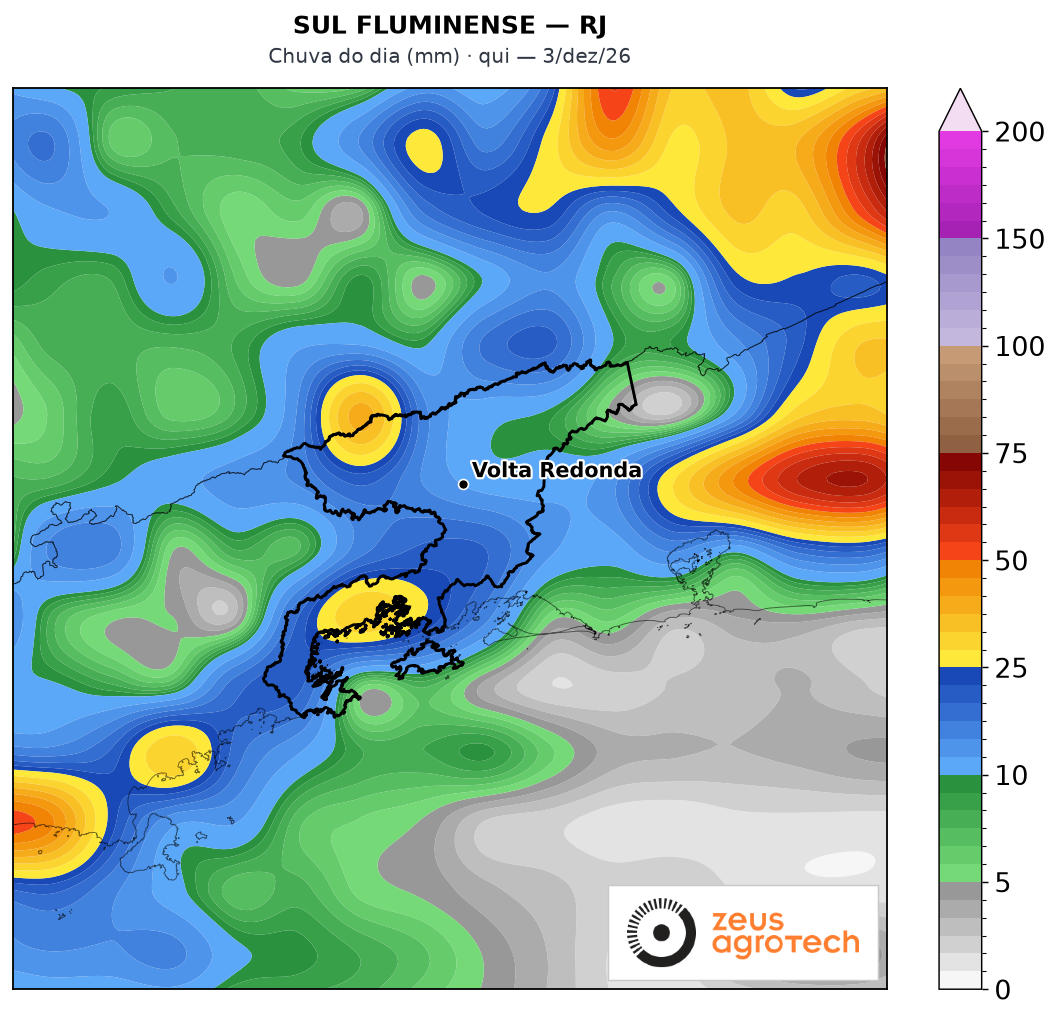 SUL FLUMINENSE — RJ
Chuva do dia (mm) · qui — 3/dez/26
Volta Redonda
200
150
100
75
50
25
10
5
0
zeus
agrotech